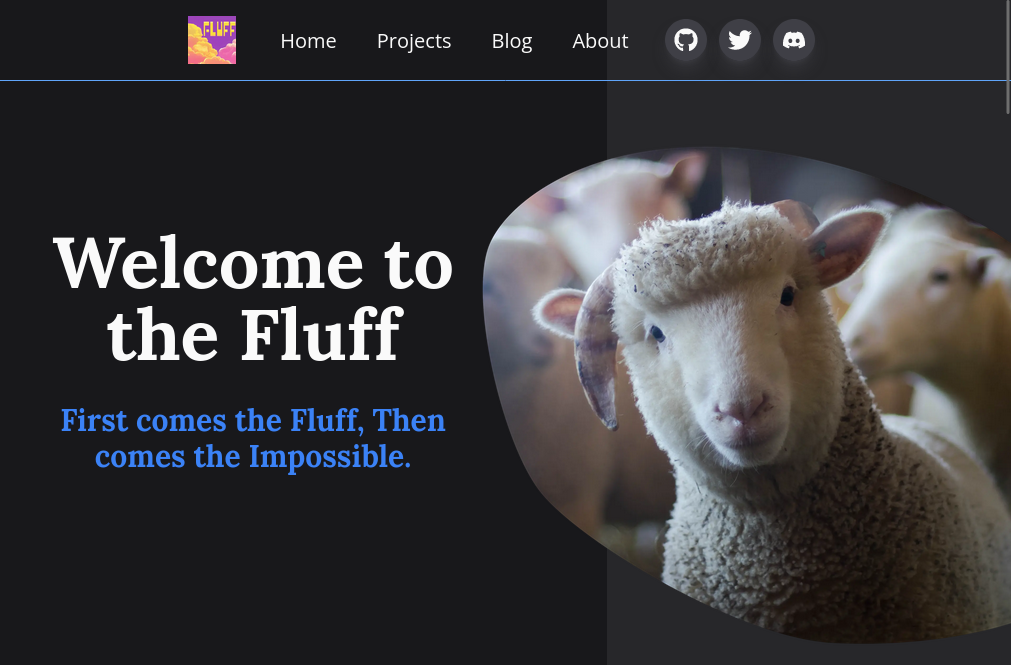 FLUFF
Home
Projects
Blog
About
Welcome to
the Fluff
First comes the Fluff, Then
comes the Impossible.